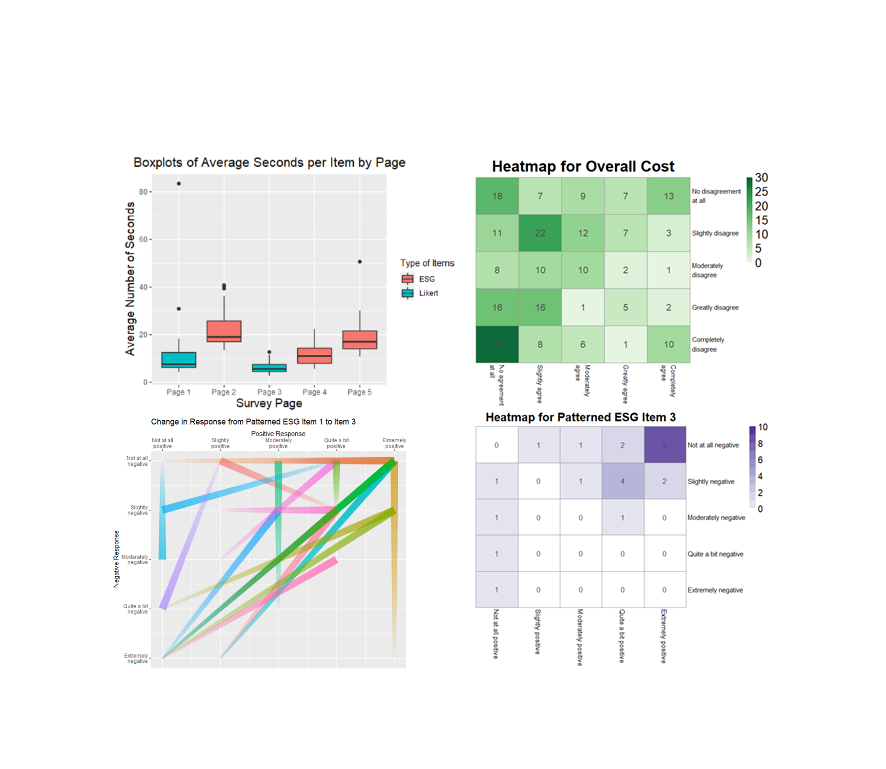 Boxplots of Average Seconds per Item by Page
Average Number of Seconds
80
60
40
20
0
Page 1 Page 2 Page 3 Page 4 Page 5
Survey Page
Type of Items
ESG
Likert
Heatmap for Overall Cost
18 7 9 7 13 No disagreement
at all
11 22 12 7 3 Slightly disagree
8 10 10 2 1 Moderately
disagree
16 16 1 5 2 Greatly disagree
8 6 1 10 Completely
disagree
No agreement
at all
Slightly agree
Moderately
agree
Greatly agree
Completely
agree
30
25
20
15
10
5
0
Change in Response from Patterned ESG Item 1 to Item 3
Positive Response
Not at all
positive
Slightly
positive
Moderately
positive
Quite a bit
positive
Extremely
positive
Negative Response
Not at all
negative
Slightly
negative
Moderately
negative
Quite a bit
negative
Extremely
negative
Heatmap for Patterned ESG Item 3
0 1 1 2 Not at all negative
1 0 1 4 2 Slightly negative
1 0 0 1 0 Moderately negative
1 0 0 0 0 Quite a bit negative
1 0 0 0 0 Extremely negative
Not at all positive
Slightly positive
Moderately positive
Quite a bit positive
Extremely positive
10
8
6
4
2
0